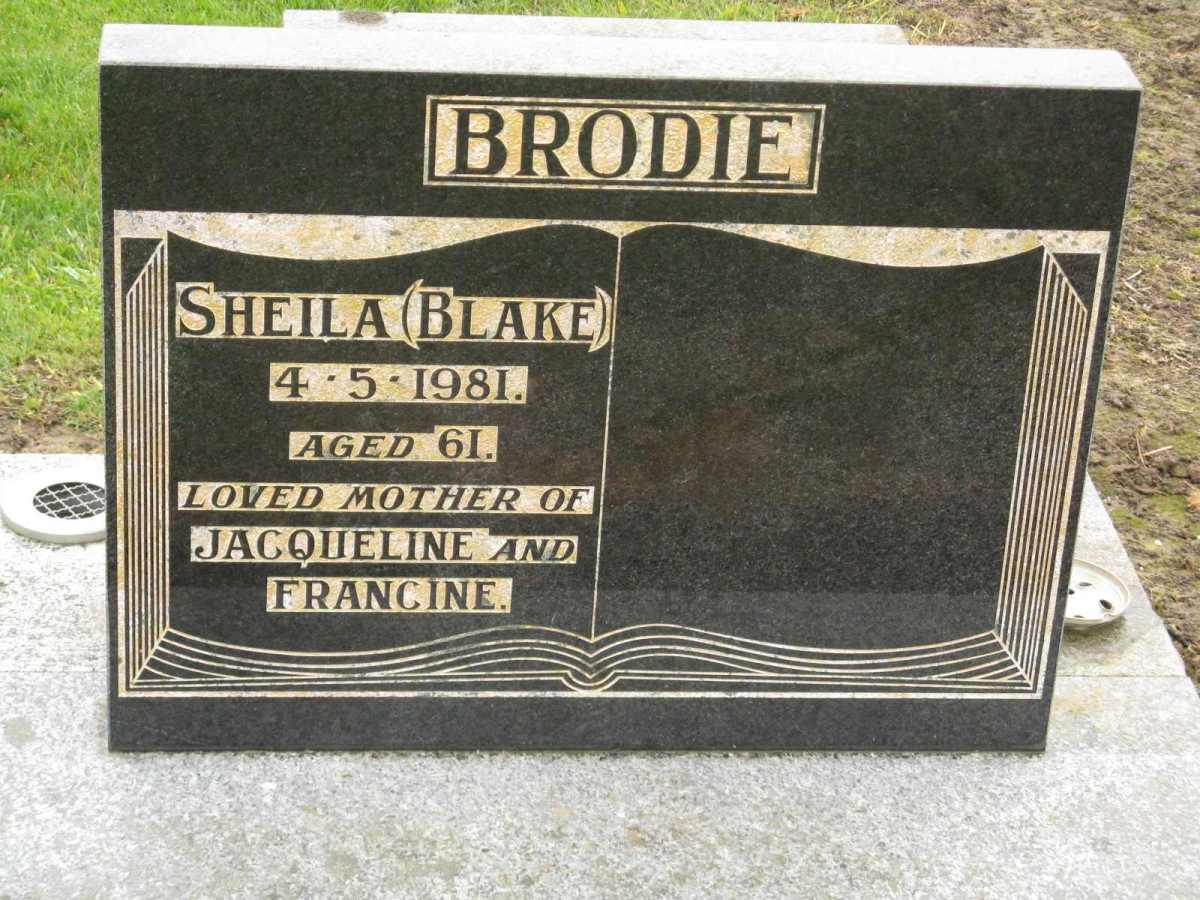 BRODIE
SHEILA (BLAKE)
4·5·1981.
AGED 61.
LOVED MOTHER OF
JACQUELINE AND
FRANCINE.